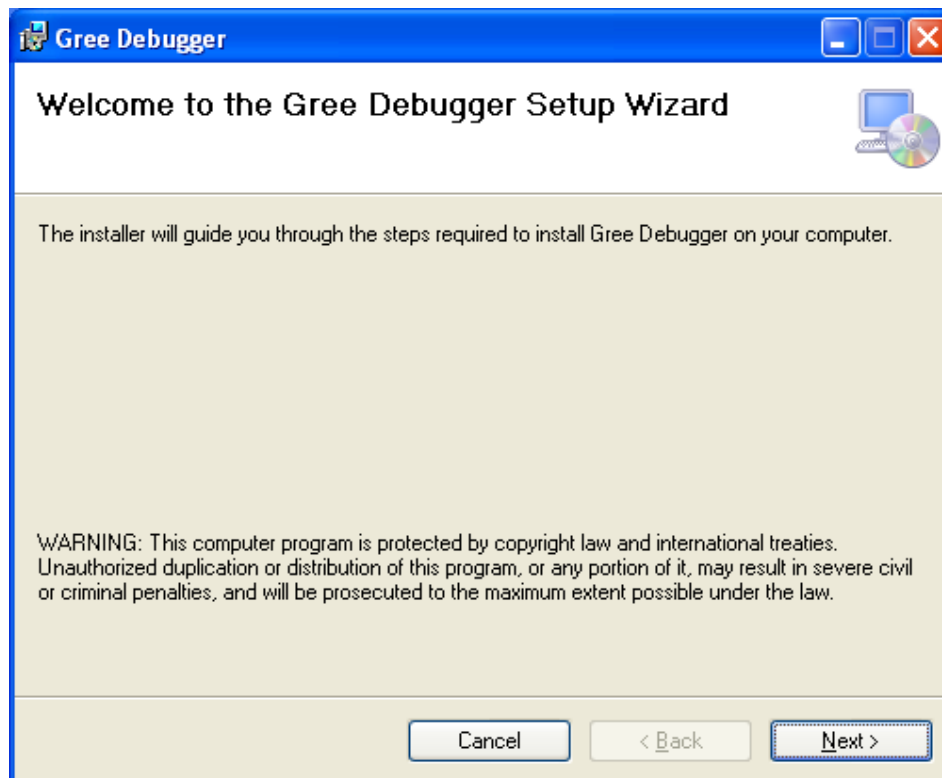 Gree Debugger
Welcome to the Gree Debugger Setup Wizard
The installer will guide you through the steps required to install Gree Debugger on your computer.
WARNING: This computer program is protected by copyright law and international treaties.
Unauthorized duplication or distribution of this program, or any portion of it, may result in severe civil
or criminal penalties, and will be prosecuted to the maximum extent possible under the law.
Cancel < Back Next >